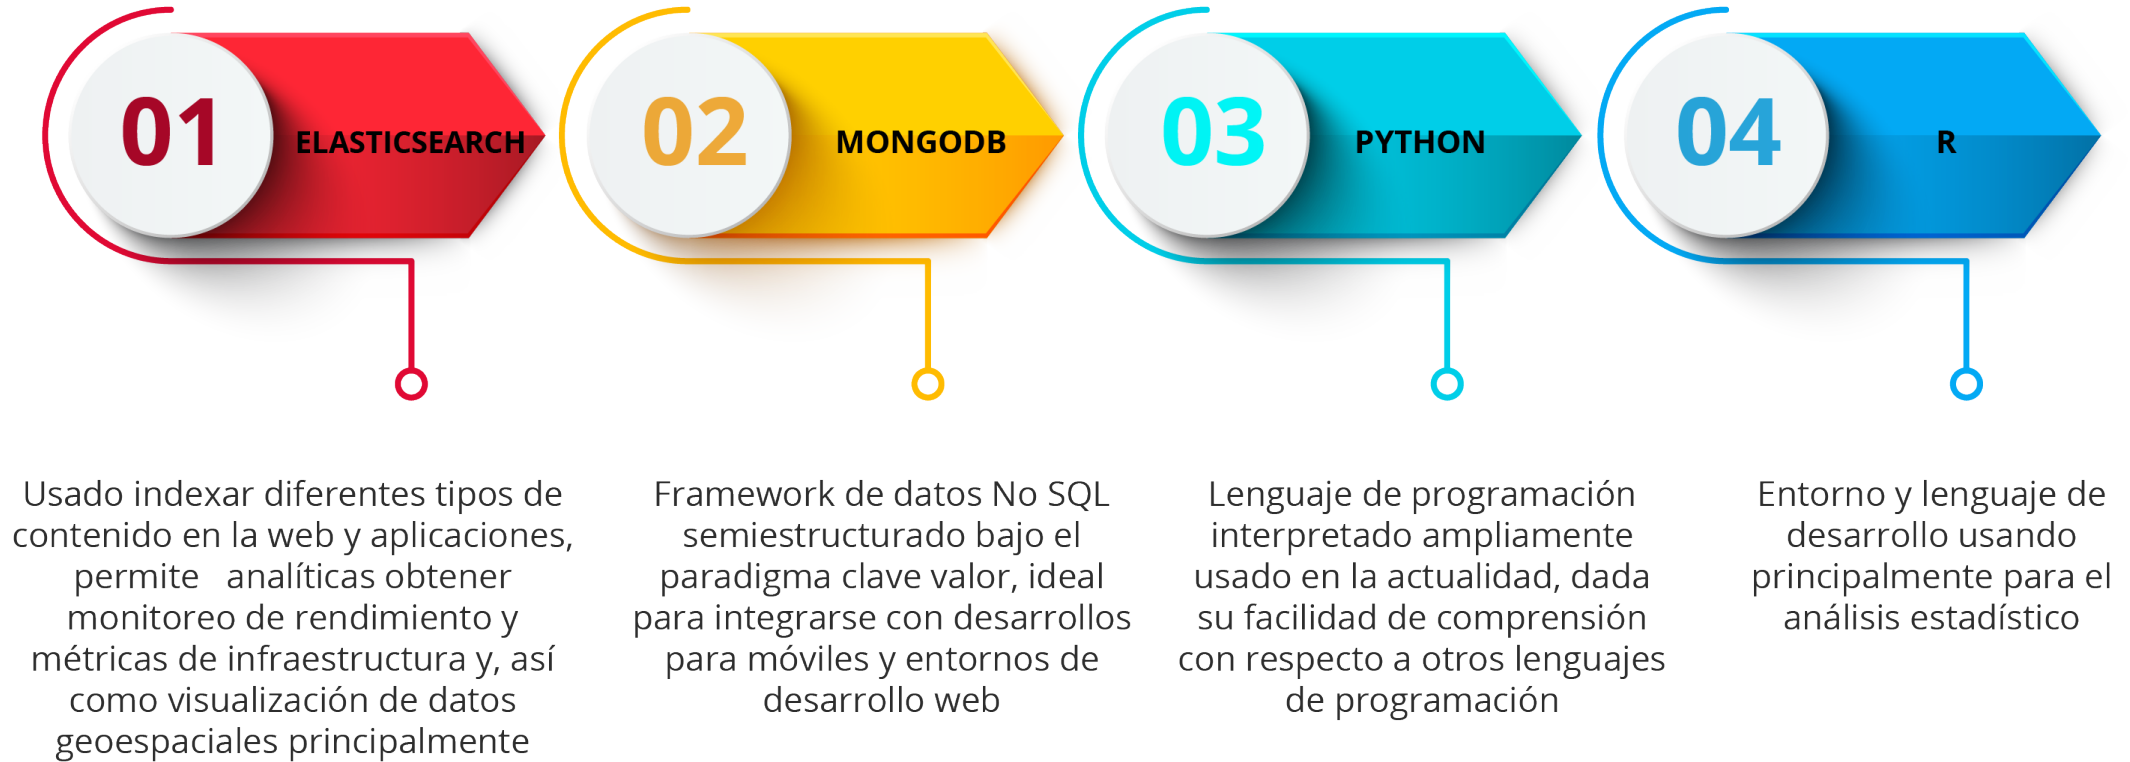 01
ELASTICSEARCH
Usado indexar diferentes tipos de
contenido en la web y aplicaciones,
permite analíticas obtener
monitoreo de rendimiento y
métricas de infraestructura y, así
como visualización de datos
geoespaciales principalmente
02
MONGODB
Framework de datos No SQL
semiestructurado bajo el
paradigma clave valor, ideal
para integrarse con desarrollos
para móviles y entornos de
desarrollo web
03
PYTHON
Lenguaje de programación
interpretado ampliamente
usado en la actualidad, dada
su facilidad de comprensión
con respecto a otros lenguajes
de programación
04
R
Entorno y lenguaje de
desarrollo usando
principalmente para el
análisis estadístico